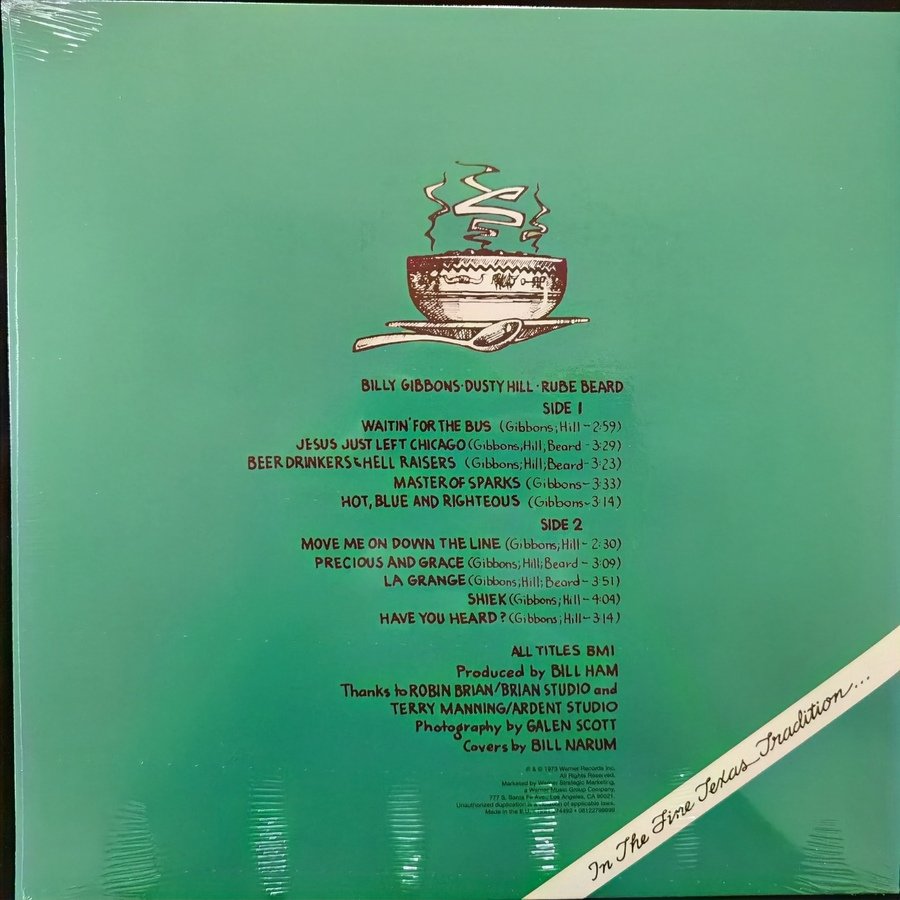 BILLY GIBBONS·DUSTY HILL·RUBE BEARD
SIDE 1
WAITIN' FOR THE BUS (Gibbons;Hill-2:59)
JESUS JUST LEFT CHICAGO (Gibbons;Hill;Beard-3:29)
BEER DRINKERS & HELL RAISERS (Gibbons;Hill;Beard-3:23)
MASTER OF SPARKS (Gibbons-3:33)
HOT, BLUE AND RIGHTEOUS (Gibbons-3:14)
SIDE 2
MOVE ME ON DOWN THE LINE (Gibbons;Hill-2:30)
PRECIOUS AND GRACE (Gibbons;Hill;Beard-3:09)
LA GRANGE (Gibbons;Hill;Beard-3:51)
SHIEK (Gibbons;Hill-4:04)
HAVE YOU HEARD? (Gibbons;Hill-3:14)
ALL TITLES BMI
Produced by BILL HAM
Thanks to ROBIN BRIAN/BRIAN STUDIO and
TERRY MANNING/ARDENT STUDIO
Photography by GALEN SCOTT
Covers by BILL NARUM
℗ & © 1973 Warner Records Inc.
All Rights Reserved.
Marketed by Warner Strategic Marketing,
a Warner Music Group Company,
777 S. Santa Fe Ave., Los Angeles, CA 90021.
Unauthorized duplication is a violation of applicable laws.
Made in the E.U.
In The Fine Texas Tradition...